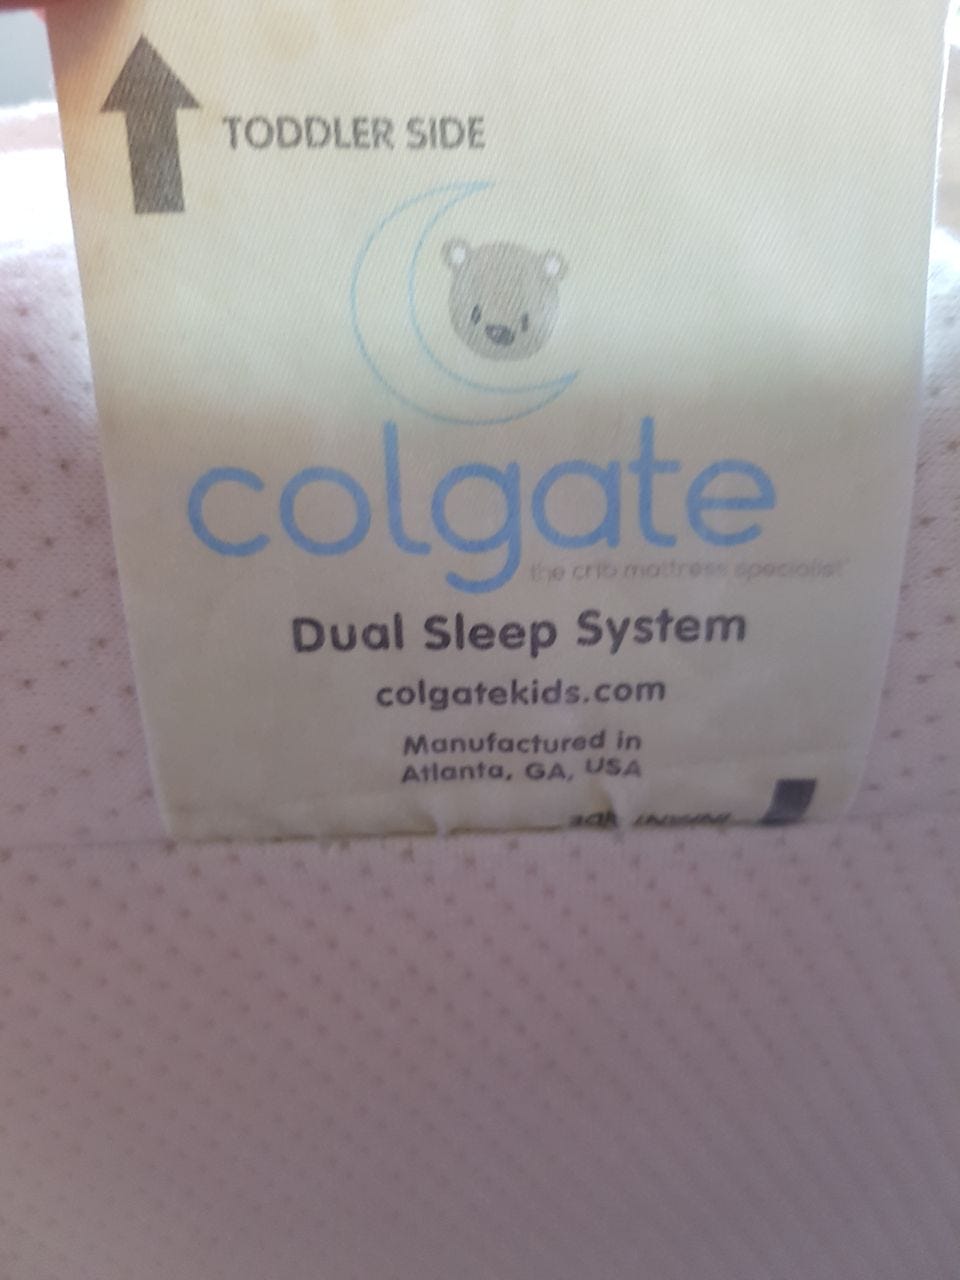 TODDLER SIDE
colgate
the crib mattress specialist
Dual Sleep System
colgatekids.com
Manufactured in
Atlanta, GA, USA